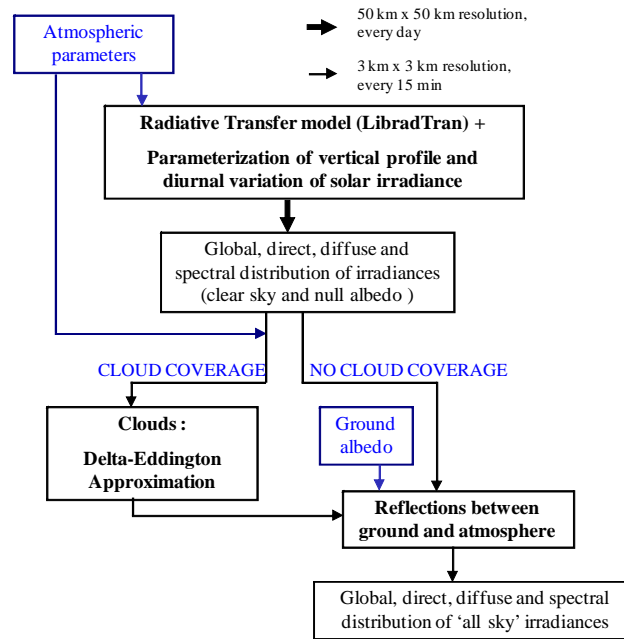 Atmospheric
parameters
50 km x 50 km resolution,
every day
3 km x 3 km resolution,
every 15 min
Radiative Transfer model (LibradTran) +
Parameterization of vertical profile and
diurnal variation of solar irradiance
Global, direct, diffuse and
spectral distribution of irradiances
(clear sky and null albedo )
CLOUD COVERAGE
NO CLOUD COVERAGE
Clouds :
Delta-Eddington
Approximation
Ground
albedo
Reflections between
ground and atmosphere
Global, direct, diffuse and spectral
distribution of ‘all sky’ irradiances